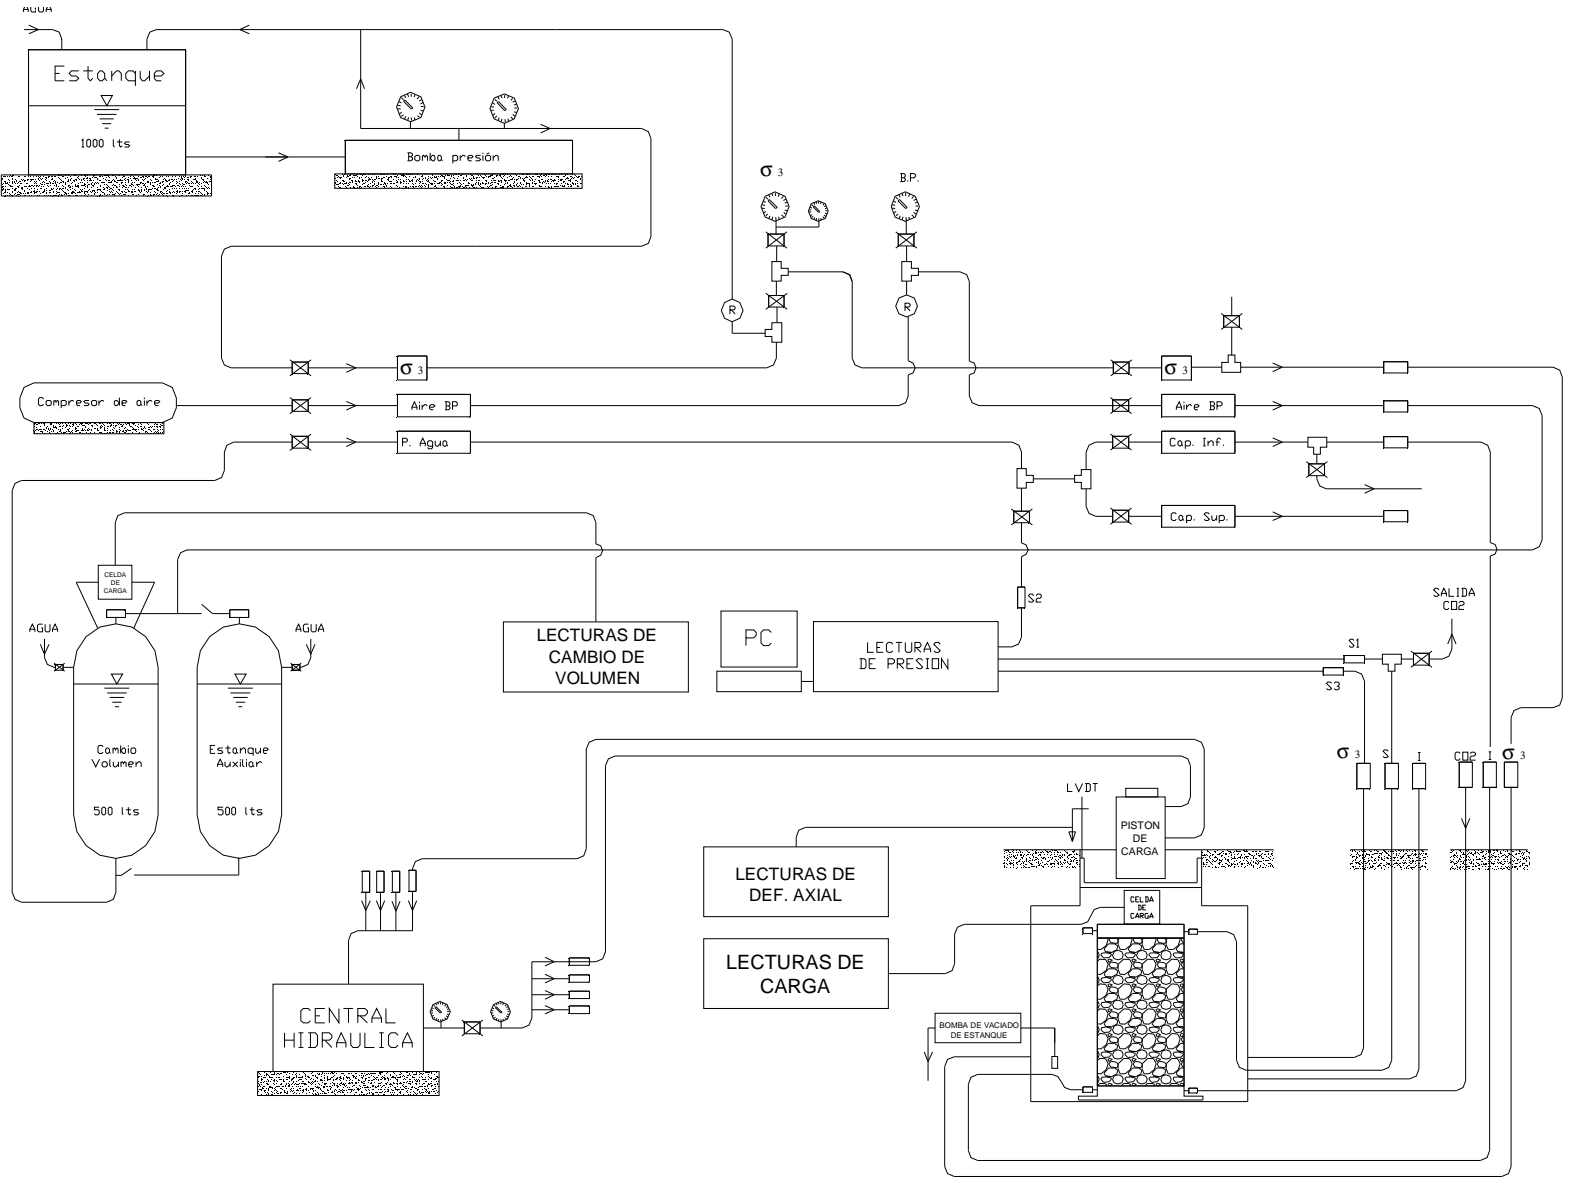 AGUA
Estanque
1000 lts
Bomba presión
σ 3
B.P.
R
R
σ 3
σ 3
Compresor de aire
Aire BP
Aire BP
P. Agua
Cap. Inf.
Cap. Sup.
CELDA
DE
CARGA
AGUA
AGUA
S2
SALIDA
CO2
PC
LECTURAS DE
CAMBIO DE
VOLUMEN
LECTURAS
DE PRESION
S1
S3
Cambio
Volumen
500 lts
Estanque
Auxiliar
500 lts
σ 3
S
I
CO2
I
σ 3
LVDT
PISTON
DE
CARGA
LECTURAS DE
DEF. AXIAL
CELDA
DE
CARGA
LECTURAS DE
CARGA
CENTRAL
HIDRAULICA
BOMBA DE VACIADO
DE ESTANQUE